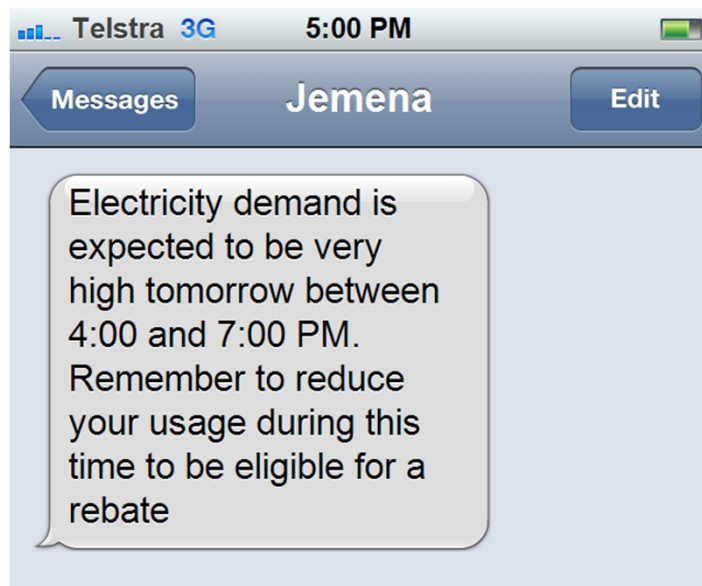 Telstra 3G 5:00 PM
Messages Jemena Edit
Electricity demand is
expected to be very
high tomorrow between
4:00 and 7:00 PM.
Remember to reduce
your usage during this
time to be eligible for a
rebate